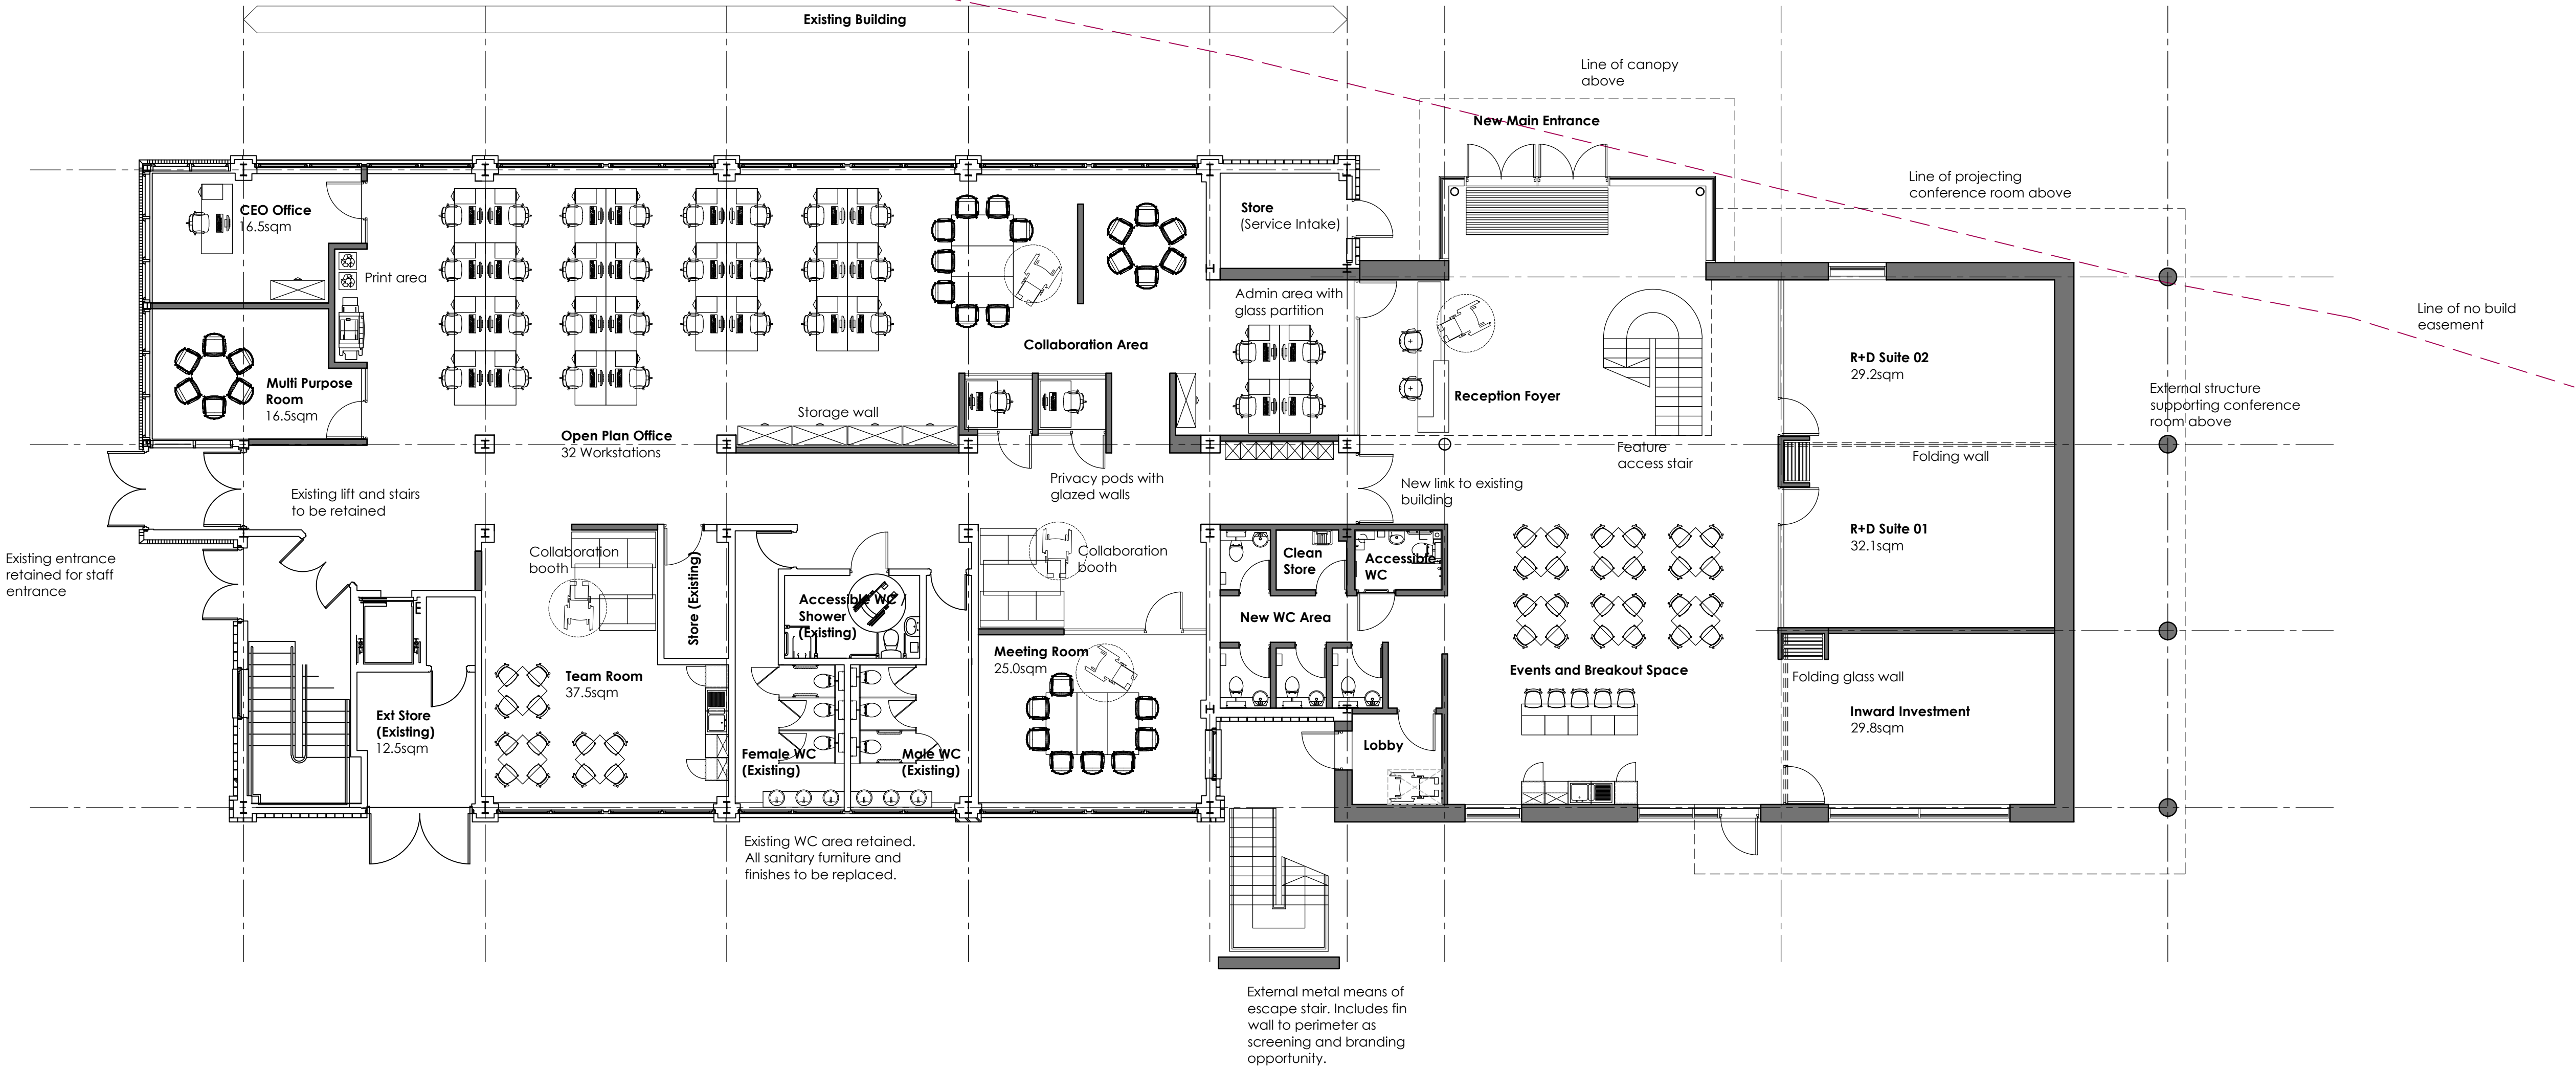 Existing Building
Line of canopy
above
New Main Entrance
Line of projecting
conference room above
CEO Office
16.5sqm
Store
(Service Intake)
Print area
Admin area with
glass partition
Line of no build
easement
Collaboration Area
R+D Suite 02
29.2sqm
Multi Purpose
Room
16.5sqm
Reception Foyer
External structure
supporting conference
room above
Storage wall
Open Plan Office
32 Workstations
Feature
access stair
Folding wall
Privacy pods with
glazed walls
New link to existing
building
Existing lift and stairs
to be retained
R+D Suite 01
32.1sqm
Existing entrance
retained for staff
entrance
Collaboration
booth
Store (Existing)
Collaboration
booth
Clean
Store
Accessible
WC
Accessible WC /
Shower
(Existing)
New WC Area
Meeting Room
25.0sqm
Team Room
37.5sqm
Events and Breakout Space
Folding glass wall
Ext Store
(Existing)
12.5sqm
Inward Investment
29.8sqm
Female WC
(Existing)
Male WC
(Existing)
Lobby
Existing WC area retained.
All sanitary furniture and
finishes to be replaced.
External metal means of
escape stair. Includes fin
wall to perimeter as
screening and branding
opportunity.